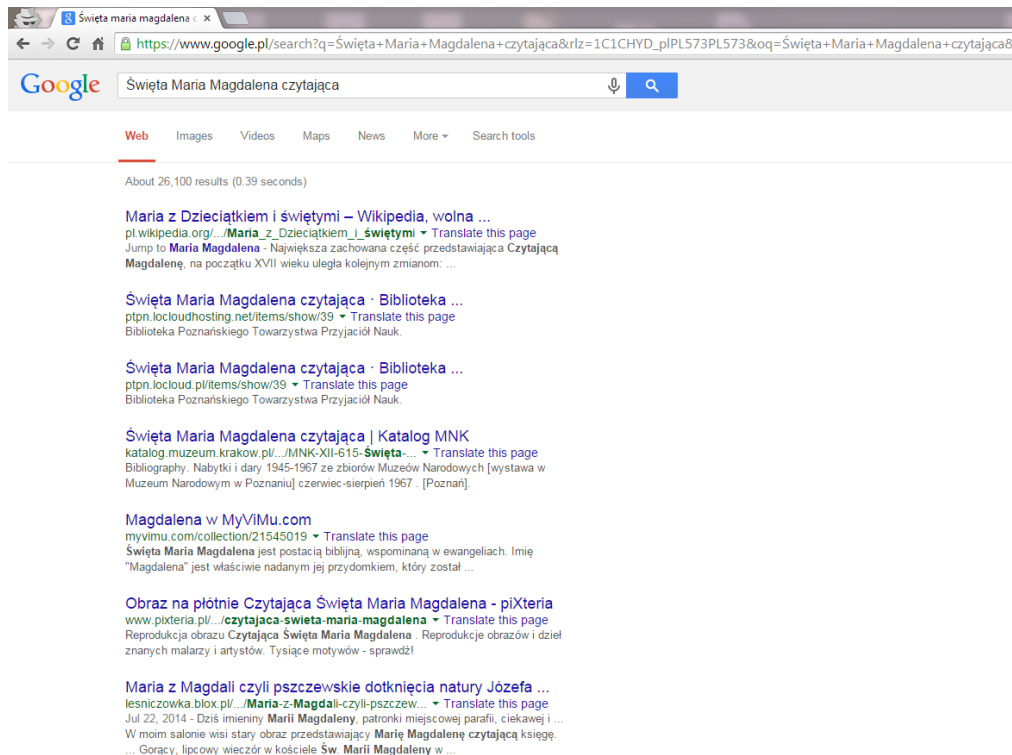 Święta maria magdalena c
https://www.google.pl/search?q=Święta+Maria+Magdalena+czytająca&rlz=1C1CHYD_plPL573PL573&oq=Święta+Maria+Magdalena+czytająca&
Google Święta Maria Magdalena czytająca
Web Images Videos Maps News More Search tools
About 26,100 results (0.39 seconds)
Maria z Dzieciątkiem i świętymi – Wikipedia, wolna ...
pl.wikipedia.org/.../Maria_z_Dzieciątkiem_i_świętymi Translate this page
Jump to Maria Magdalena - Największa zachowana część przedstawiająca Czytającą
Magdalenę, na początku XVII wieku uległa kolejnym zmianom: ...
Święta Maria Magdalena czytająca · Biblioteka ...
ptpn.locloudhosting.net/items/show/39 Translate this page
Biblioteka Poznańskiego Towarzystwa Przyjaciół Nauk.
Święta Maria Magdalena czytająca · Biblioteka ...
ptpn.locloud.pl/items/show/39 Translate this page
Biblioteka Poznańskiego Towarzystwa Przyjaciół Nauk.
Święta Maria Magdalena czytająca | Katalog MNK
katalog.muzeum.krakow.pl/.../MNK-XII-615-Święta-... Translate this page
Bibliography. Nabytki i dary 1945-1967 ze zbiorów Muzeów Narodowych [wystawa w
Muzeum Narodowym w Poznaniu] czerwiec-sierpień 1967 . [Poznań].
Magdalena w MyViMu.com
myvimu.com/collection/21545019 Translate this page
Święta Maria Magdalena jest postacią biblijną, wspominaną w ewangeliach. Imię
"Magdalena" jest właściwie nadanym jej przydomkiem, który został ...
Obraz na płótnie Czytająca Święta Maria Magdalena - piXteria
www.pixteria.pl/.../czytajaca-swieta-maria-magdalena Translate this page
Reprodukcja obrazu Czytająca Święta Maria Magdalena . Reprodukcje obrazów i dzieł
znanych malarzy i artystów. Tysiące motywów - sprawdź!
Maria z Magdali czyli pszczewskie dotknięcia natury Józefa ...
lesniczowka.blox.pl/.../Maria-z-Magdali-czyli-pszczew... Translate this page
Jul 22, 2014 - Dziś imieniny Marii Magdaleny, patronki miejscowej parafii, ciekawej i ...
W moim salonie wisi stary obraz przedstawiający Marię Magdalenę czytającą księgę.
... Gorący, lipcowy wieczór w kościele Św. Marii Magdaleny w ...